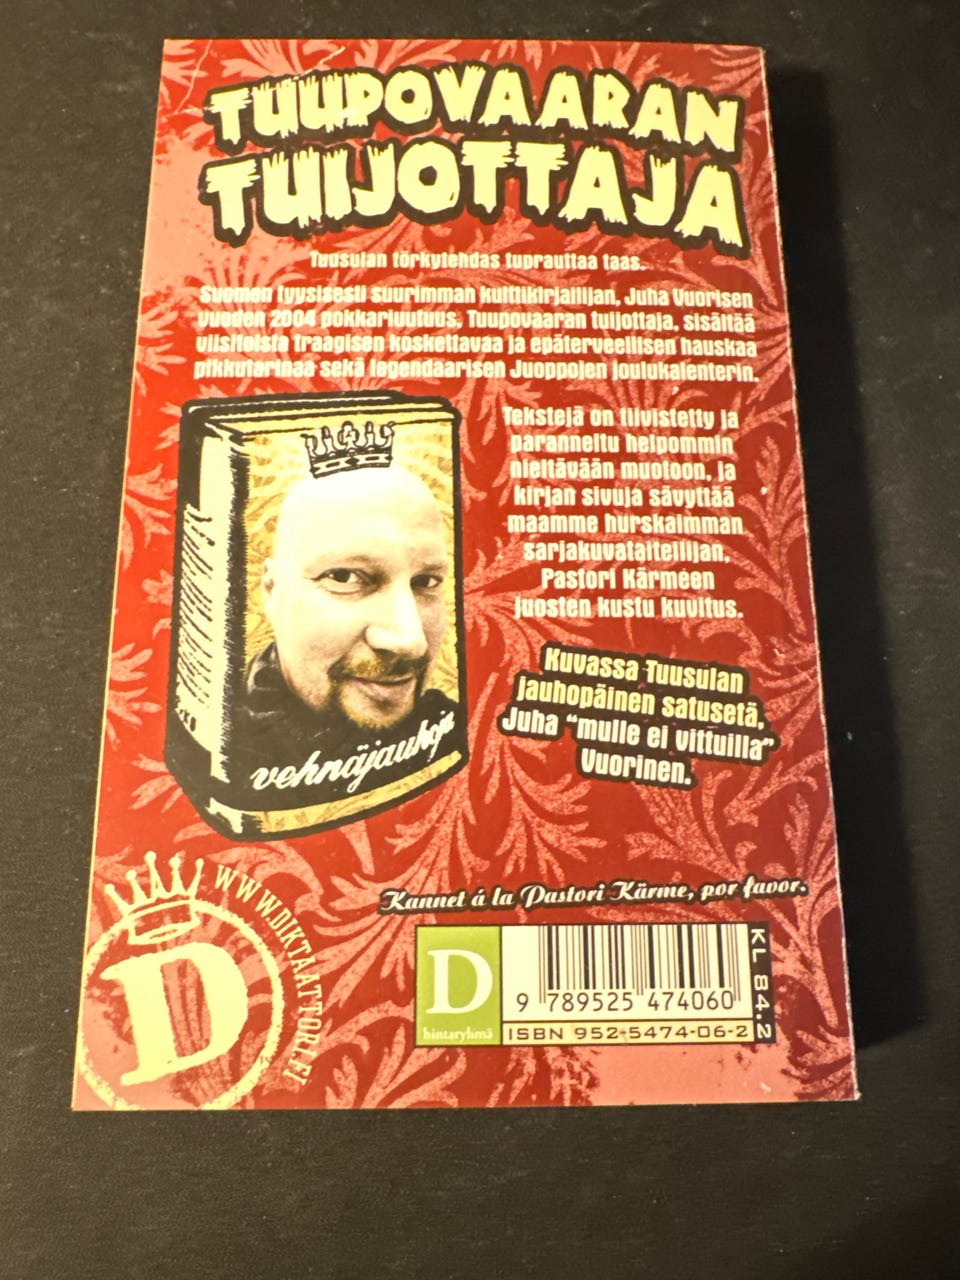 TUUPOVAARAN
TUIJOTTAJA
Tuusulan törkytehdas tuprauttaa taas.
Suomen fyysisesti suurimman kulttikirjailijan, Juha Vuorisen
vuoden 2004 pokkariuutuus, Tuupovaaran tuijottaja, sisältää
viisitoista traagisen koskettavaa ja epäterveellisen hauskaa
pikkutarinaa sekä legendaarisen Juoppojen joulukalenterin.
Tekstejä on tiivistetty ja
paranneltu helpommin
nieltävään muotoon, ja
kirjan sivuja sävyttää
maamme hurskaimman
sarjakuvataiteilijan,
Pastori Kärmeen
juosten kustu kuvitus.
vehnäjauhoja
Kuvassa Tuusulan
jauhopäinen satusetä,
Juha "mulle ei vittuilla"
Vuorinen.
Kannet á la Pastori Kärme, por favor.
WWW.DIKTAATTORI.FI
D
D
hintaryhmä
9 789525 474060
ISBN 952-5474-06-2
KL 84.2